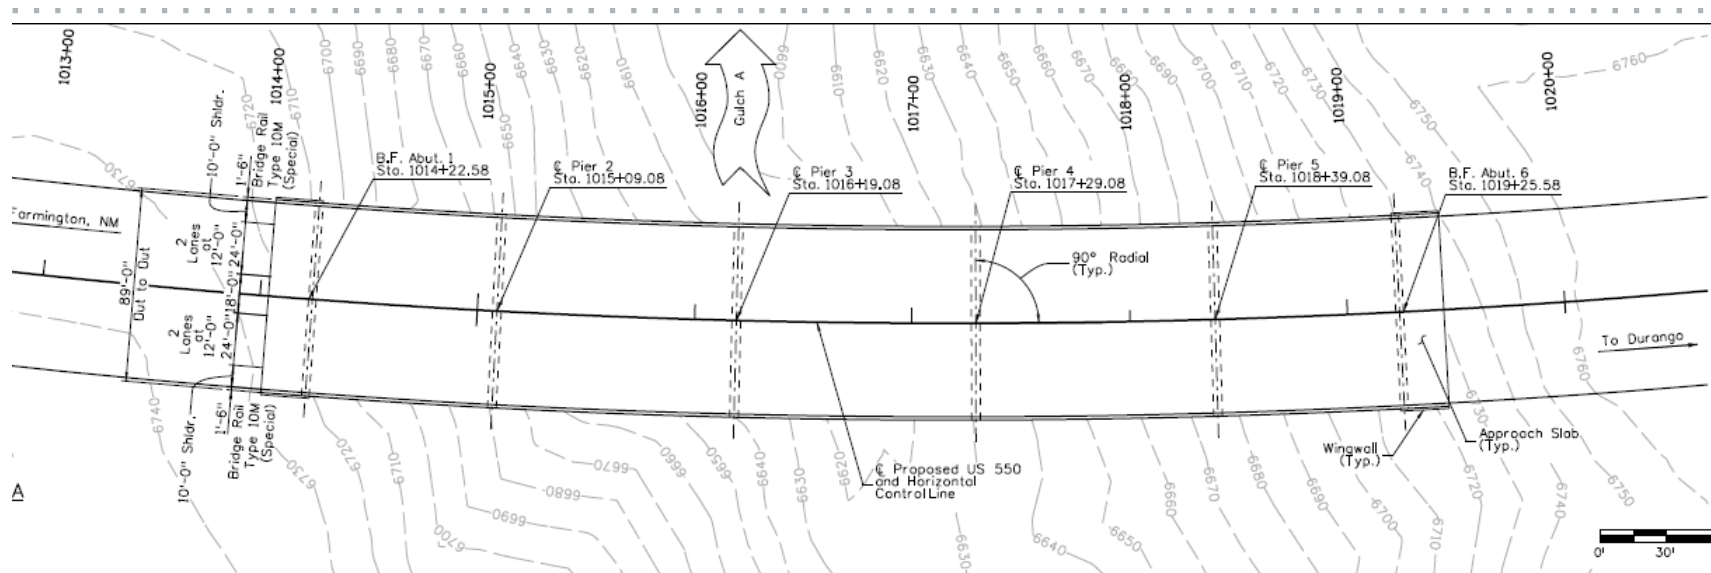 1013+00
1014+00
1015+00
1016+00
1017+00
1018+00
1019+00
1020+00
Gulch A
6730
6720
6710
6700
6690
6680
6670
6660
6650
6640
6630
6620
6610
6600
6610
6620
6630
6640
6650
6660
6670
6680
6690
6700
6710
6720
6730
6740
6750
6760
10'-0" Shldr.
1'-6"
Bridge Rail
Type 10M
(Special)
B.F. Abut. 1
Sta. 1014+22.58
℄ Pier 2
Sta. 1015+09.08
℄ Pier 3
Sta. 1016+19.08
℄ Pier 4
Sta. 1017+29.08
℄ Pier 5
Sta. 1018+39.08
B.F. Abut. 6
Sta. 1019+25.58
Farmington, NM
89'-0"
Out to Out
2
Lanes
at
12'-0"
24'-0"
18'-0"
2
Lanes
at
12'-0"
24'-0"
90° Radial
(Typ.)
To Durango
10'-0" Shldr.
1'-6"
Bridge Rail
Type 10M
(Special)
℄ Proposed US 550
and Horizontal
Control Line
Wingwall
(Typ.)
Approach Slab
(Typ.)
A
6740
6730
6720
6710
6700
6690
6680
6670
6660
6650
6640
6630
6620
6630
6640
6650
6660
6670
6680
6690
6700
6710
6720
6730
6740
6750
6760
0'
30'